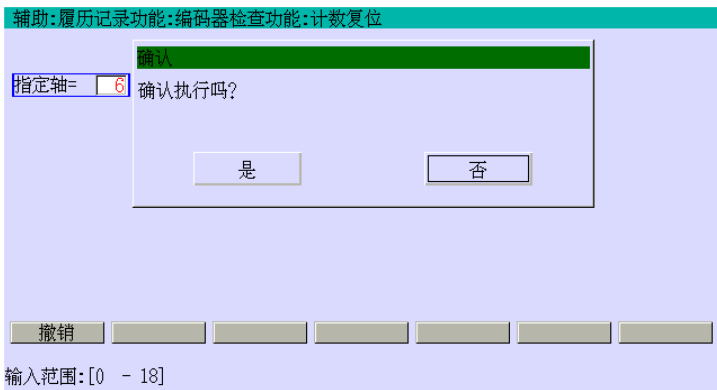 辅助:履历记录功能:编码器检查功能:计数复位
确认
指定轴= 6
确认执行吗?
是 否
撤销
输入范围:[0 - 18]